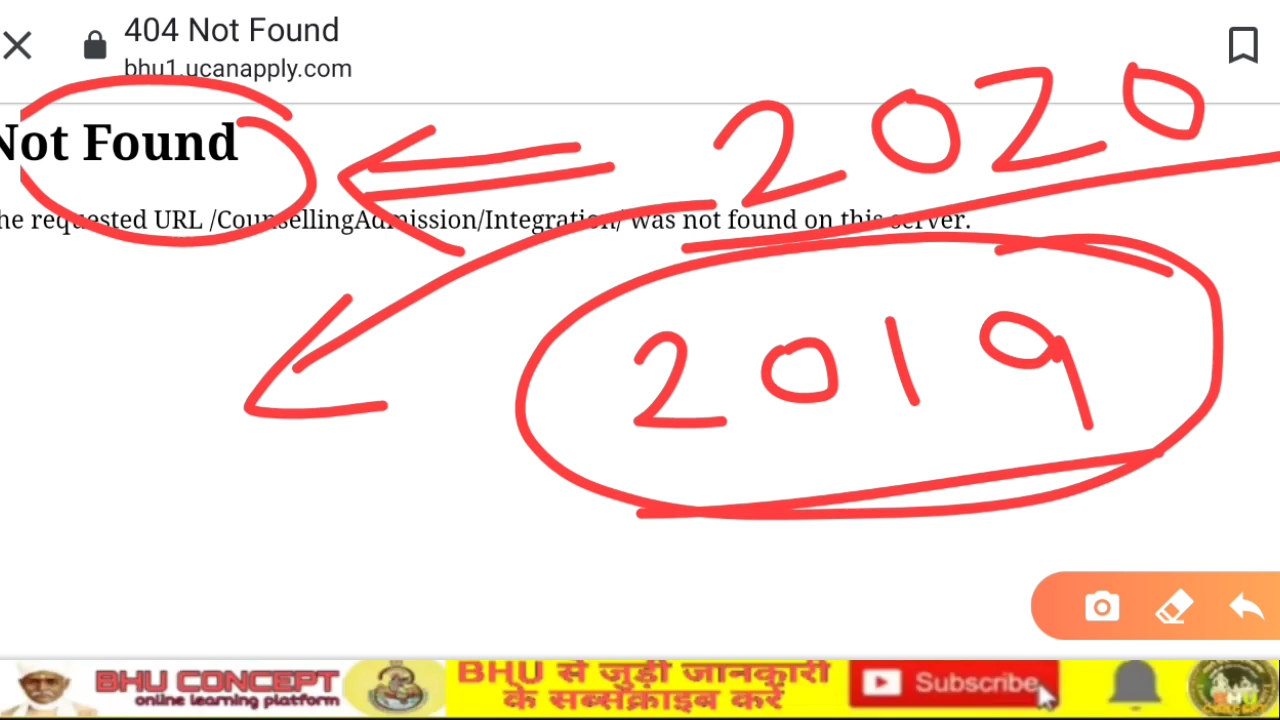 404 Not Found
bhu1.ucanapply.com
Not Found
2020
he requested URL /CounsellingAdmission/Integration/ was not found on this server.
2019
BHU CONCEPT
online learning platform
BHU से जुड़ी जानकारी
के सब्सक्राइब करें
Subscribe
BHU